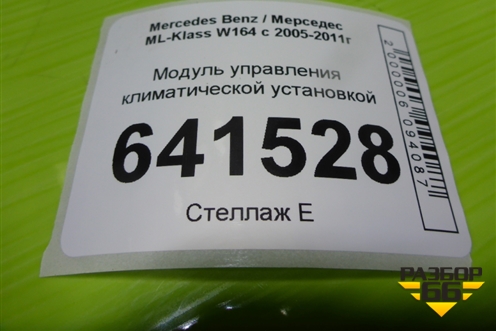 Mercedes Benz / Мерседес
ML-Klass W164 с 2005-2011г
Модуль управления
климатической установкой
641528
Стеллаж Е
2000006094087
РАЗБОР
66